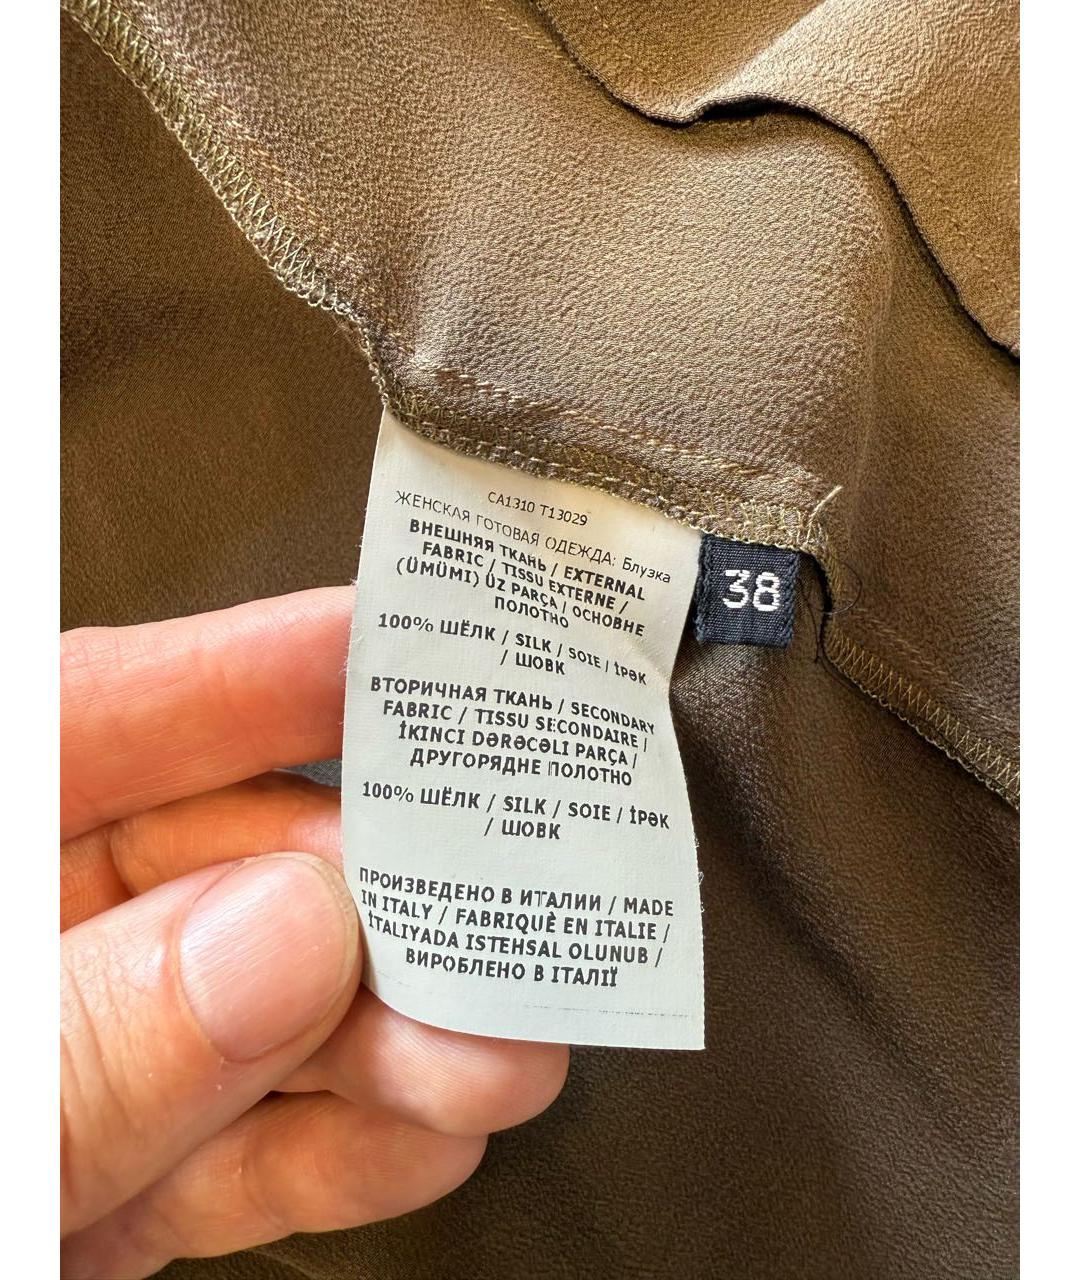 CA1310 T13029
ЖЕНСКАЯ ГОТОВАЯ ОДЕЖДА: Блузка
ВНЕШНЯЯ ТКАНЬ / EXTERNAL
FABRIC / TISSU EXTERNE /
(ÜMÜMI) ÜZ PARÇA / ОСНОВНЕ
ПОЛОТНО
100% ШЁЛК / SILK / SOIE / İPƏK
/ ШОВК
ВТОРИЧНАЯ ТКАНЬ / SECONDARY
FABRIC / TISSU SECONDAIRE /
İKINCI DƏRƏCƏLI PARÇA /
ДРУГОРЯДНЕ ПОЛОТНО
100% ШЁЛК / SILK / SOIE / İPƏK
/ ШОВК
ПРОИЗВЕДЕНО В ИТАЛИИ / MADE
IN ITALY / FABRIQUÈ EN ITALIE /
İTALIYADA ISTEHSAL OLUNUB /
ВИРОБЛЕНО В ІТАЛІЇ
38